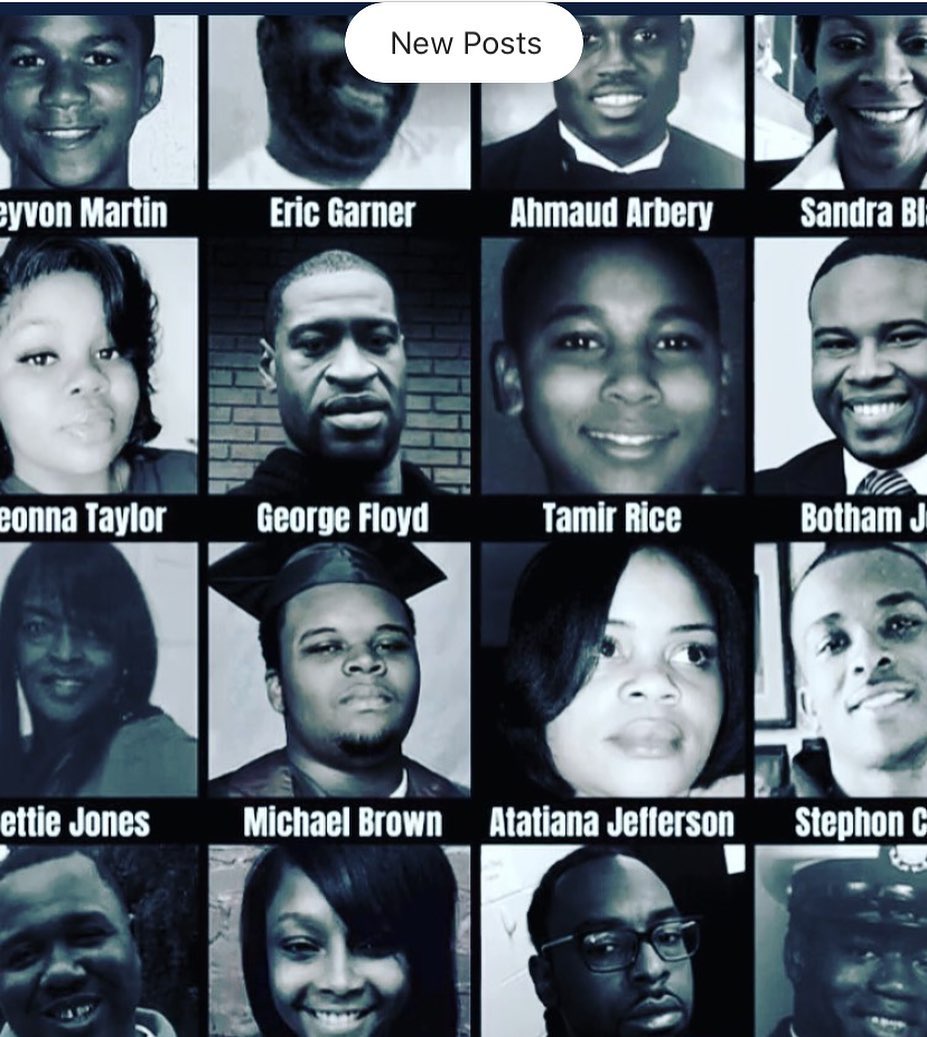 New Posts
eyvon Martin
Eric Garner
Ahmaud Arbery
Sandra Bla
eonna Taylor
George Floyd
Tamir Rice
Botham J
ettie Jones
Michael Brown
Atatiana Jefferson
Stephon C